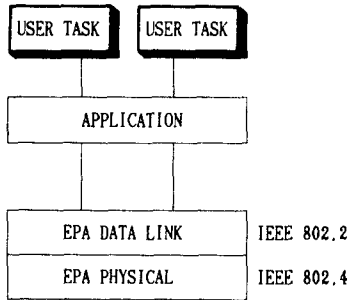 USER TASK USER TASK
APPLICATION
EPA DATA LINK IEEE 802.2
EPA PHYSICAL IEEE 802.4